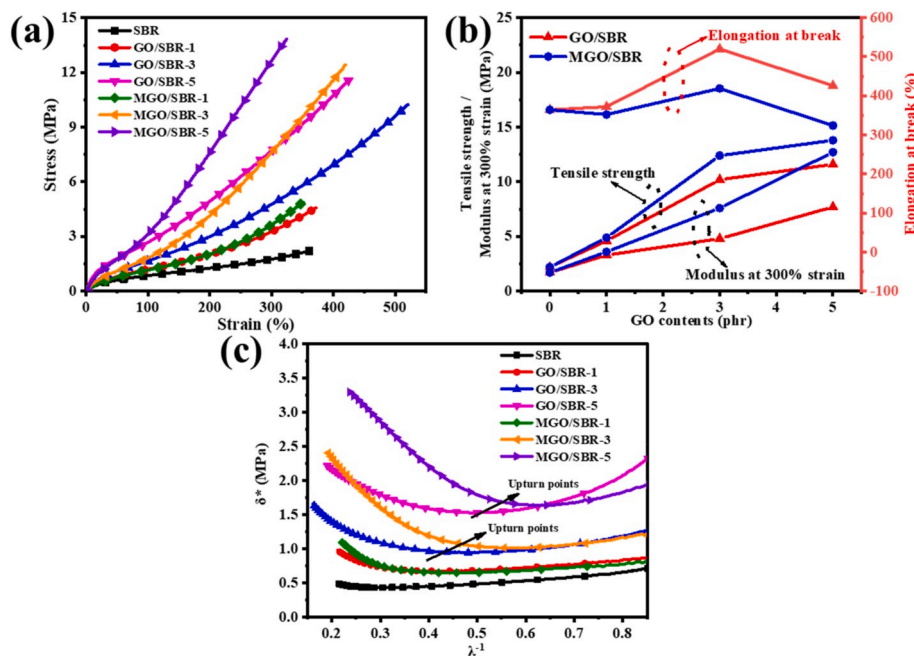 (a)
SBR
GO/SBR-1
GO/SBR-3
GO/SBR-5
MGO/SBR-1
MGO/SBR-3
MGO/SBR-5
Stress (MPa)
15
12
9
6
3
0
0 100 200 300 400 500
Strain (%)
(b)
GO/SBR
MGO/SBR
Elongation at break
Tensile strength
Modulus at 300% strain
Tensile strength /
Modulus at 300% strain (MPa)
25
20
15
10
5
0
0 1 2 3 4 5
GO contents (phr)
600
500
400
300
200
100
0
-100
Elongation at break (%)
(c)
SBR
GO/SBR-1
GO/SBR-3
GO/SBR-5
MGO/SBR-1
MGO/SBR-3
MGO/SBR-5
Upturn points
Upturn points
δ* (MPa)
4.0
3.5
3.0
2.5
2.0
1.5
1.0
0.5
0.0
0.2 0.3 0.4 0.5 0.6 0.7 0.8
λ⁻¹